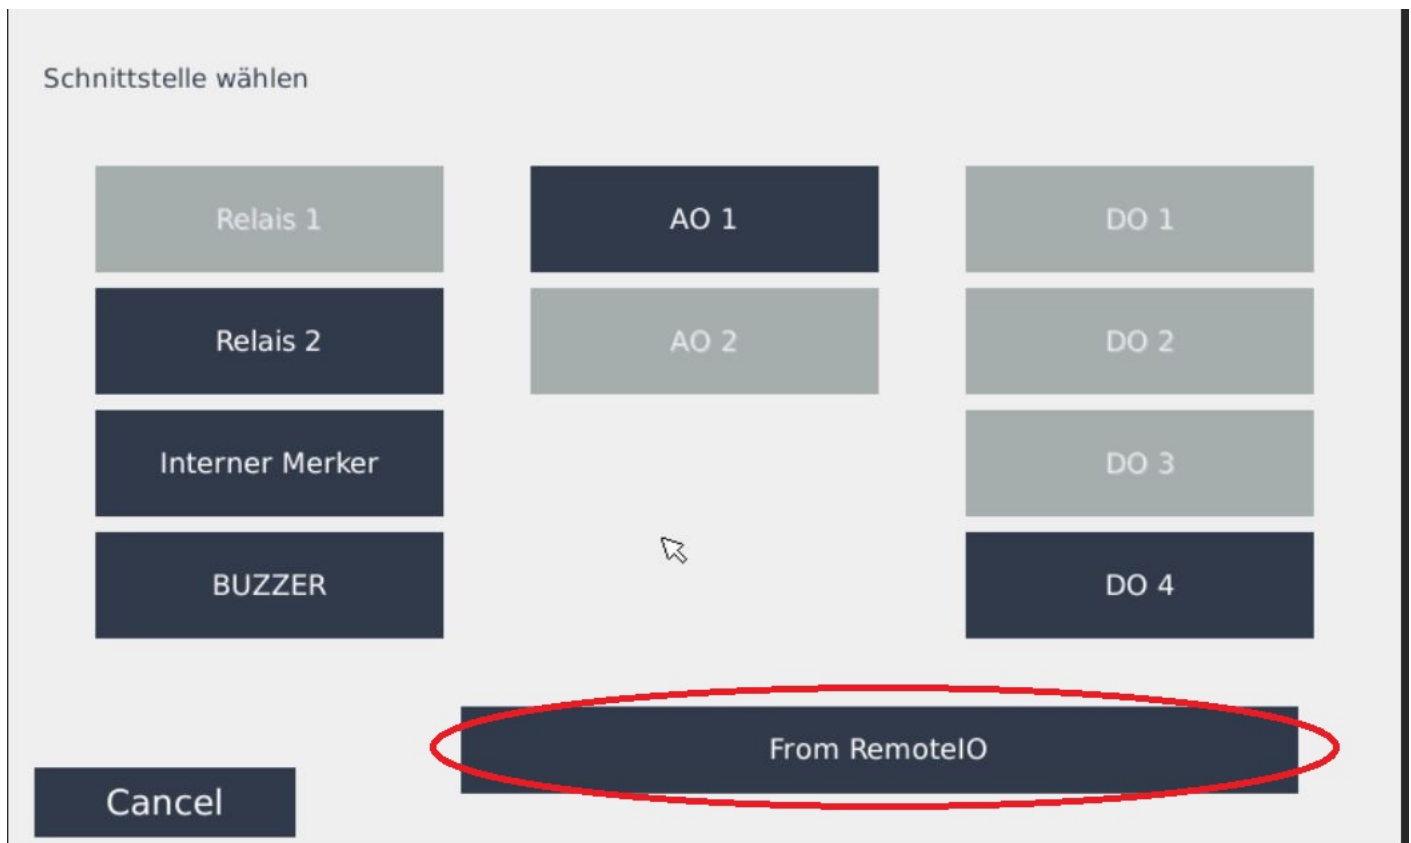 Schnittstelle wählen
Relais 1
AO 1
DO 1
Relais 2
AO 2
DO 2
Interner Merker
DO 3
BUZZER
DO 4
From RemoteIO
Cancel